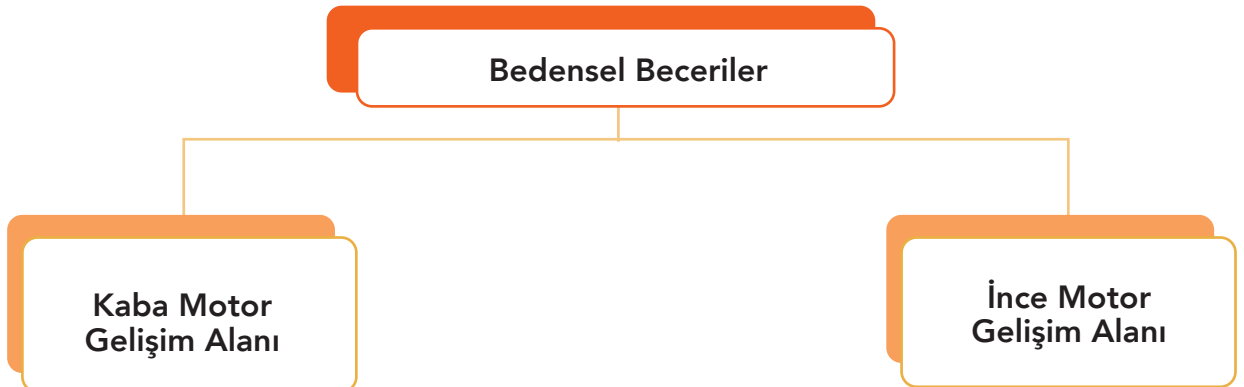 Bedensel Beceriler
Kaba Motor
Gelişim Alanı
İnce Motor
Gelişim Alanı